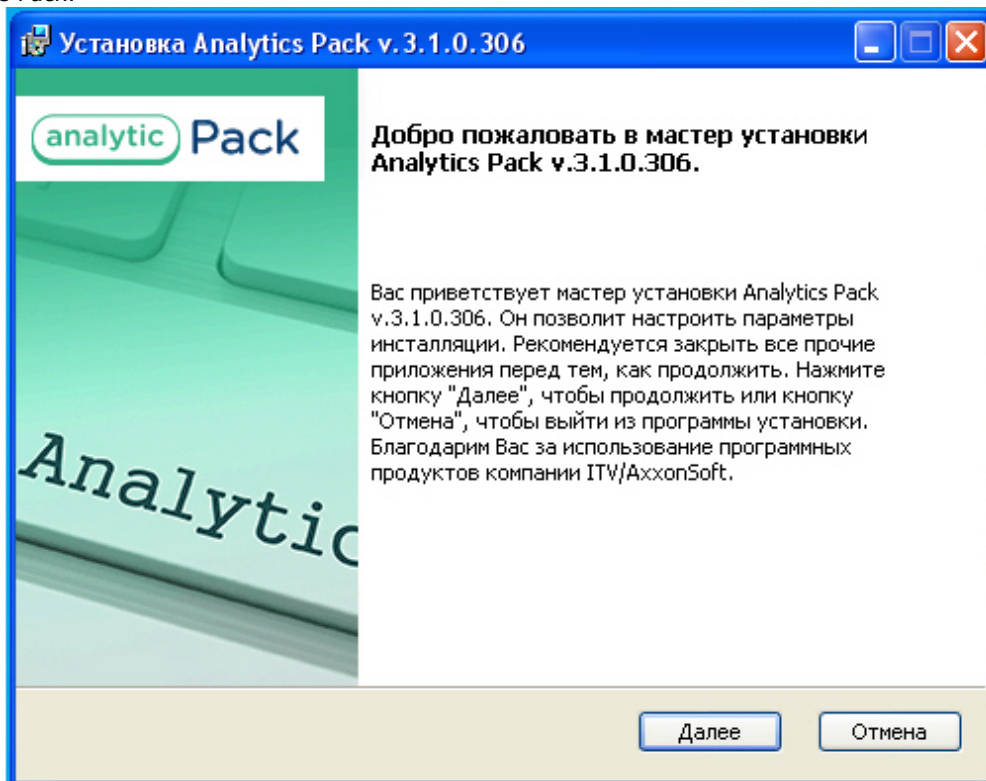 Установка Analytics Pack v.3.1.0.306
analytic Pack
Добро пожаловать в мастер установки
Analytics Pack v.3.1.0.306.
Вас приветствует мастер установки Analytics Pack
v.3.1.0.306. Он позволит настроить параметры
инсталляции. Рекомендуется закрыть все прочие
приложения перед тем, как продолжить. Нажмите
кнопку "Далее", чтобы продолжить или кнопку
"Отмена", чтобы выйти из программы установки.
Благодарим Вас за использование программных
продуктов компании ITV/AxxonSoft.
Analytic
Далее
Отмена